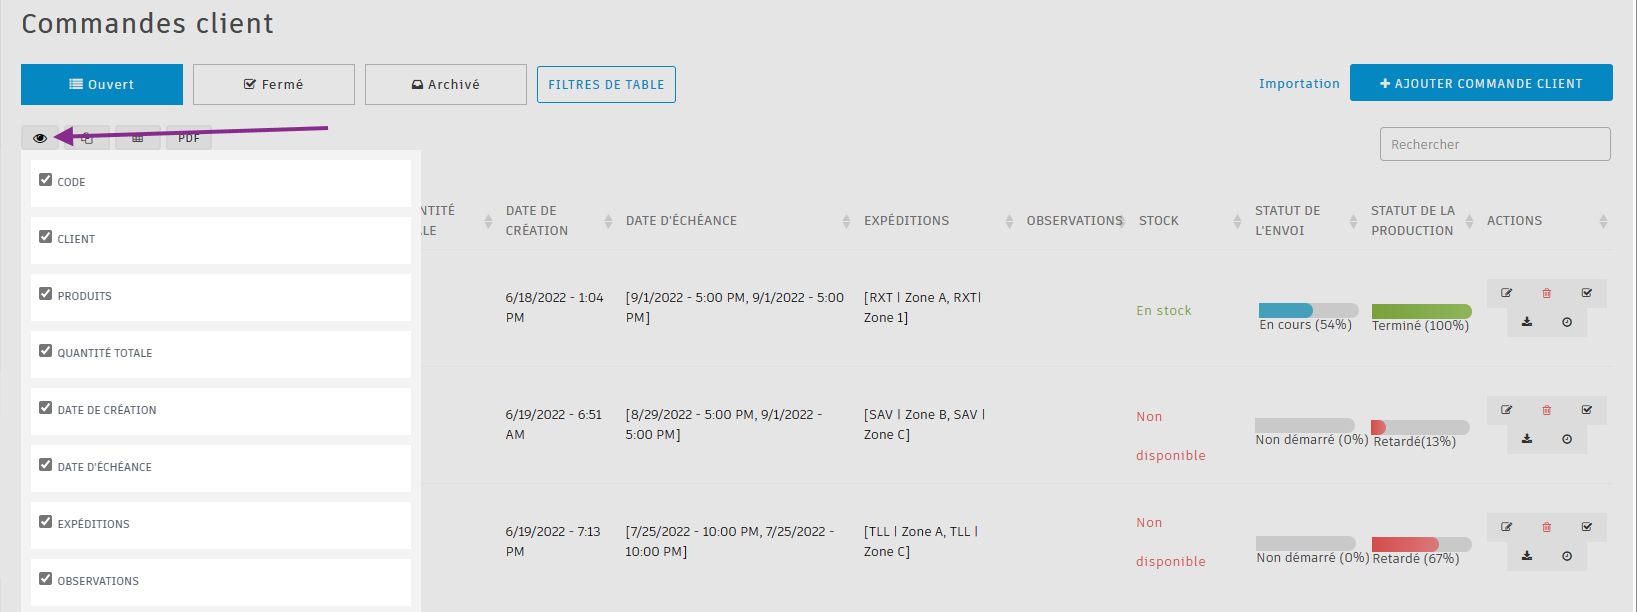 Commandes client
Ouvert
Fermé
Archivé
FILTRES DE TABLE
Importation
AJOUTER COMMANDE CLIENT
PDF
Rechercher
CODE
CLIENT
PRODUITS
QUANTITÉ TOTALE
DATE DE CRÉATION
DATE D'ÉCHÉANCE
EXPÉDITIONS
OBSERVATIONS
NTITÉ
LE
DATE DE
CRÉATION
DATE D'ÉCHÉANCE
EXPÉDITIONS
OBSERVATIONS
STOCK
STATUT DE
L'ENVOI
STATUT DE LA
PRODUCTION
ACTIONS
6/18/2022 - 1:04
PM
[9/1/2022 - 5:00 PM, 9/1/2022 - 5:00
PM]
[RXT | Zone A, RXT|
Zone 1]
En stock
En cours (54%)
Terminé (100%)
6/19/2022 - 6:51
AM
[8/29/2022 - 5:00 PM, 9/1/2022 -
5:00 PM]
[SAV | Zone B, SAV |
Zone C]
Non
disponible
Non démarré (0%)
Retardé(13%)
6/19/2022 - 7:13
PM
[7/25/2022 - 10:00 PM, 7/25/2022 -
10:00 PM]
[TLL | Zone A, TLL |
Zone C]
Non
disponible
Non démarré (0%)
Retardé (67%)